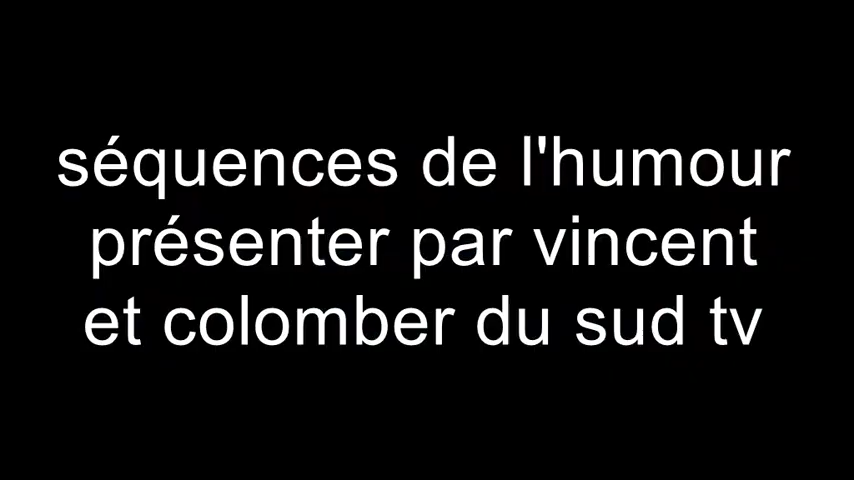 séquences de l'humour
présenter par vincent
et colomber du sud tv